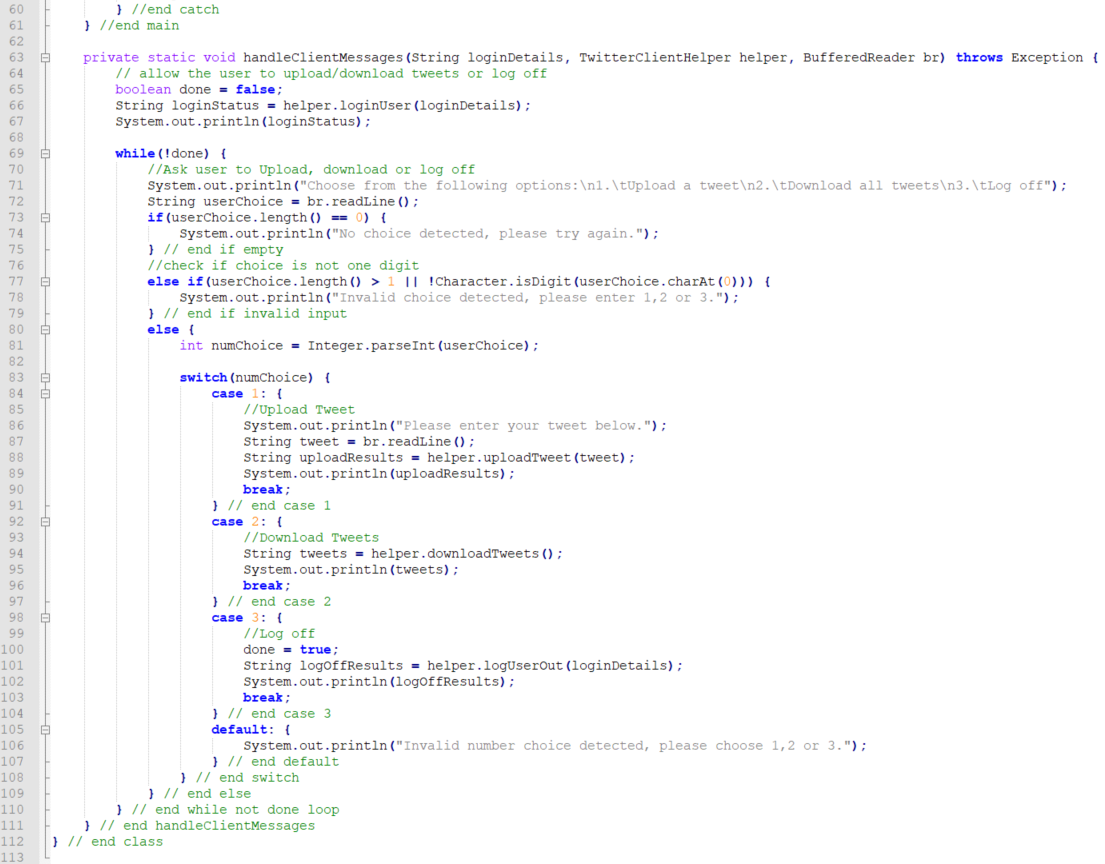 60 } //end catch
61 } //end main
62
63 private static void handleClientMessages(String loginDetails, TwitterClientHelper helper, BufferedReader br) throws Exception {
64 // allow the user to upload/download tweets or log off
65 boolean done = false;
66 String loginStatus = helper.loginUser(loginDetails);
67 System.out.println(loginStatus);
68
69 while(!done) {
70 //Ask user to Upload, download or log off
71 System.out.println("Choose from the following options:\n1.\tUpload a tweet\n2.\tDownload all tweets\n3.\tLog off");
72 String userChoice = br.readLine();
73 if(userChoice.length() == 0) {
74 System.out.println("No choice detected, please try again.");
75 } // end if empty
76 //check if choice is not one digit
77 else if(userChoice.length() > 1 || !Character.isDigit(userChoice.charAt(0))) {
78 System.out.println("Invalid choice detected, please enter 1,2 or 3.");
79 } // end if invalid input
80 else {
81 int numChoice = Integer.parseInt(userChoice);
82
83 switch(numChoice) {
84 case 1: {
85 //Upload Tweet
86 System.out.println("Please enter your tweet below.");
87 String tweet = br.readLine();
88 String uploadResults = helper.uploadTweet(tweet);
89 System.out.println(uploadResults);
90 break;
91 } // end case 1
92 case 2: {
93 //Download Tweets
94 String tweets = helper.downloadTweets();
95 System.out.println(tweets);
96 break;
97 } // end case 2
98 case 3: {
99 //Log off
100 done = true;
101 String logOffResults = helper.logUserOut(loginDetails);
102 System.out.println(logOffResults);
103 break;
104 } // end case 3
105 default: {
106 System.out.println("Invalid number choice detected, please choose 1,2 or 3.");
107 } // end default
108 } // end switch
109 } // end else
110 } // end while not done loop
111 } // end handleClientMessages
112 } // end class
113